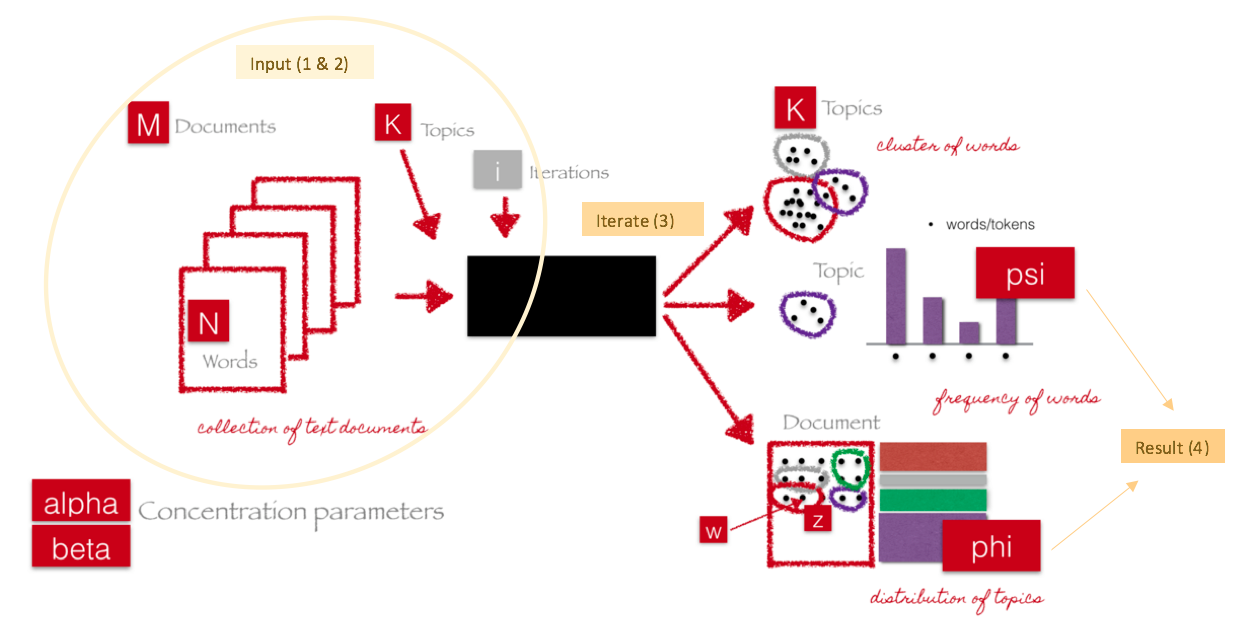 Input (1 & 2)
M Documents
K Topics
i Iterations
N
Words
collection of text documents
alpha
beta
Concentration parameters
Iterate (3)
K Topics
cluster of words
• words/tokens
Topic
psi
frequency of words
Document
w
z
phi
distribution of topics
Result (4)